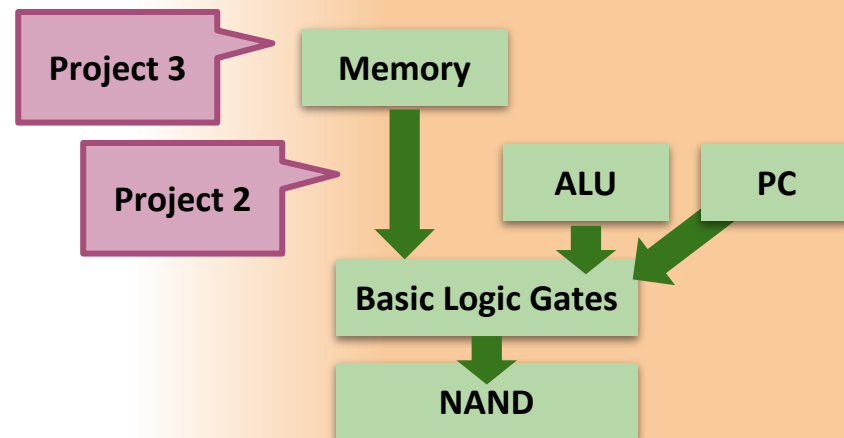 Project 3
Memory
Project 2
ALU
PC
Basic Logic Gates
NAND